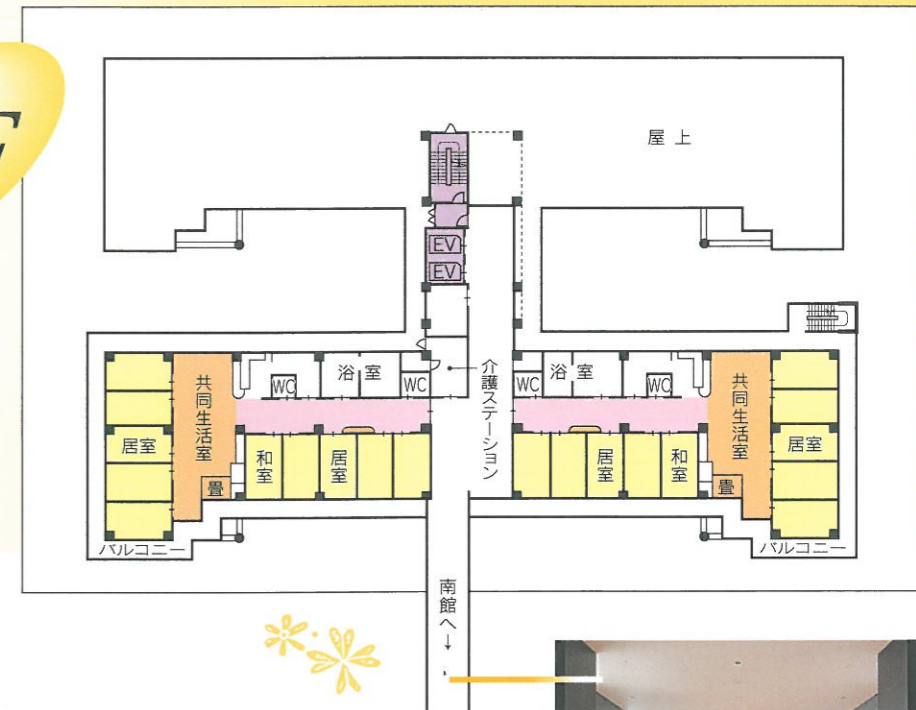 屋上
EV
EV
浴室
WC
WC
介護ステーション
WC
浴室
WC
共同生活室
居室
和室
居室
畳
バルコニー
居室
和室
共同生活室
居室
畳
バルコニー
南館へ↓